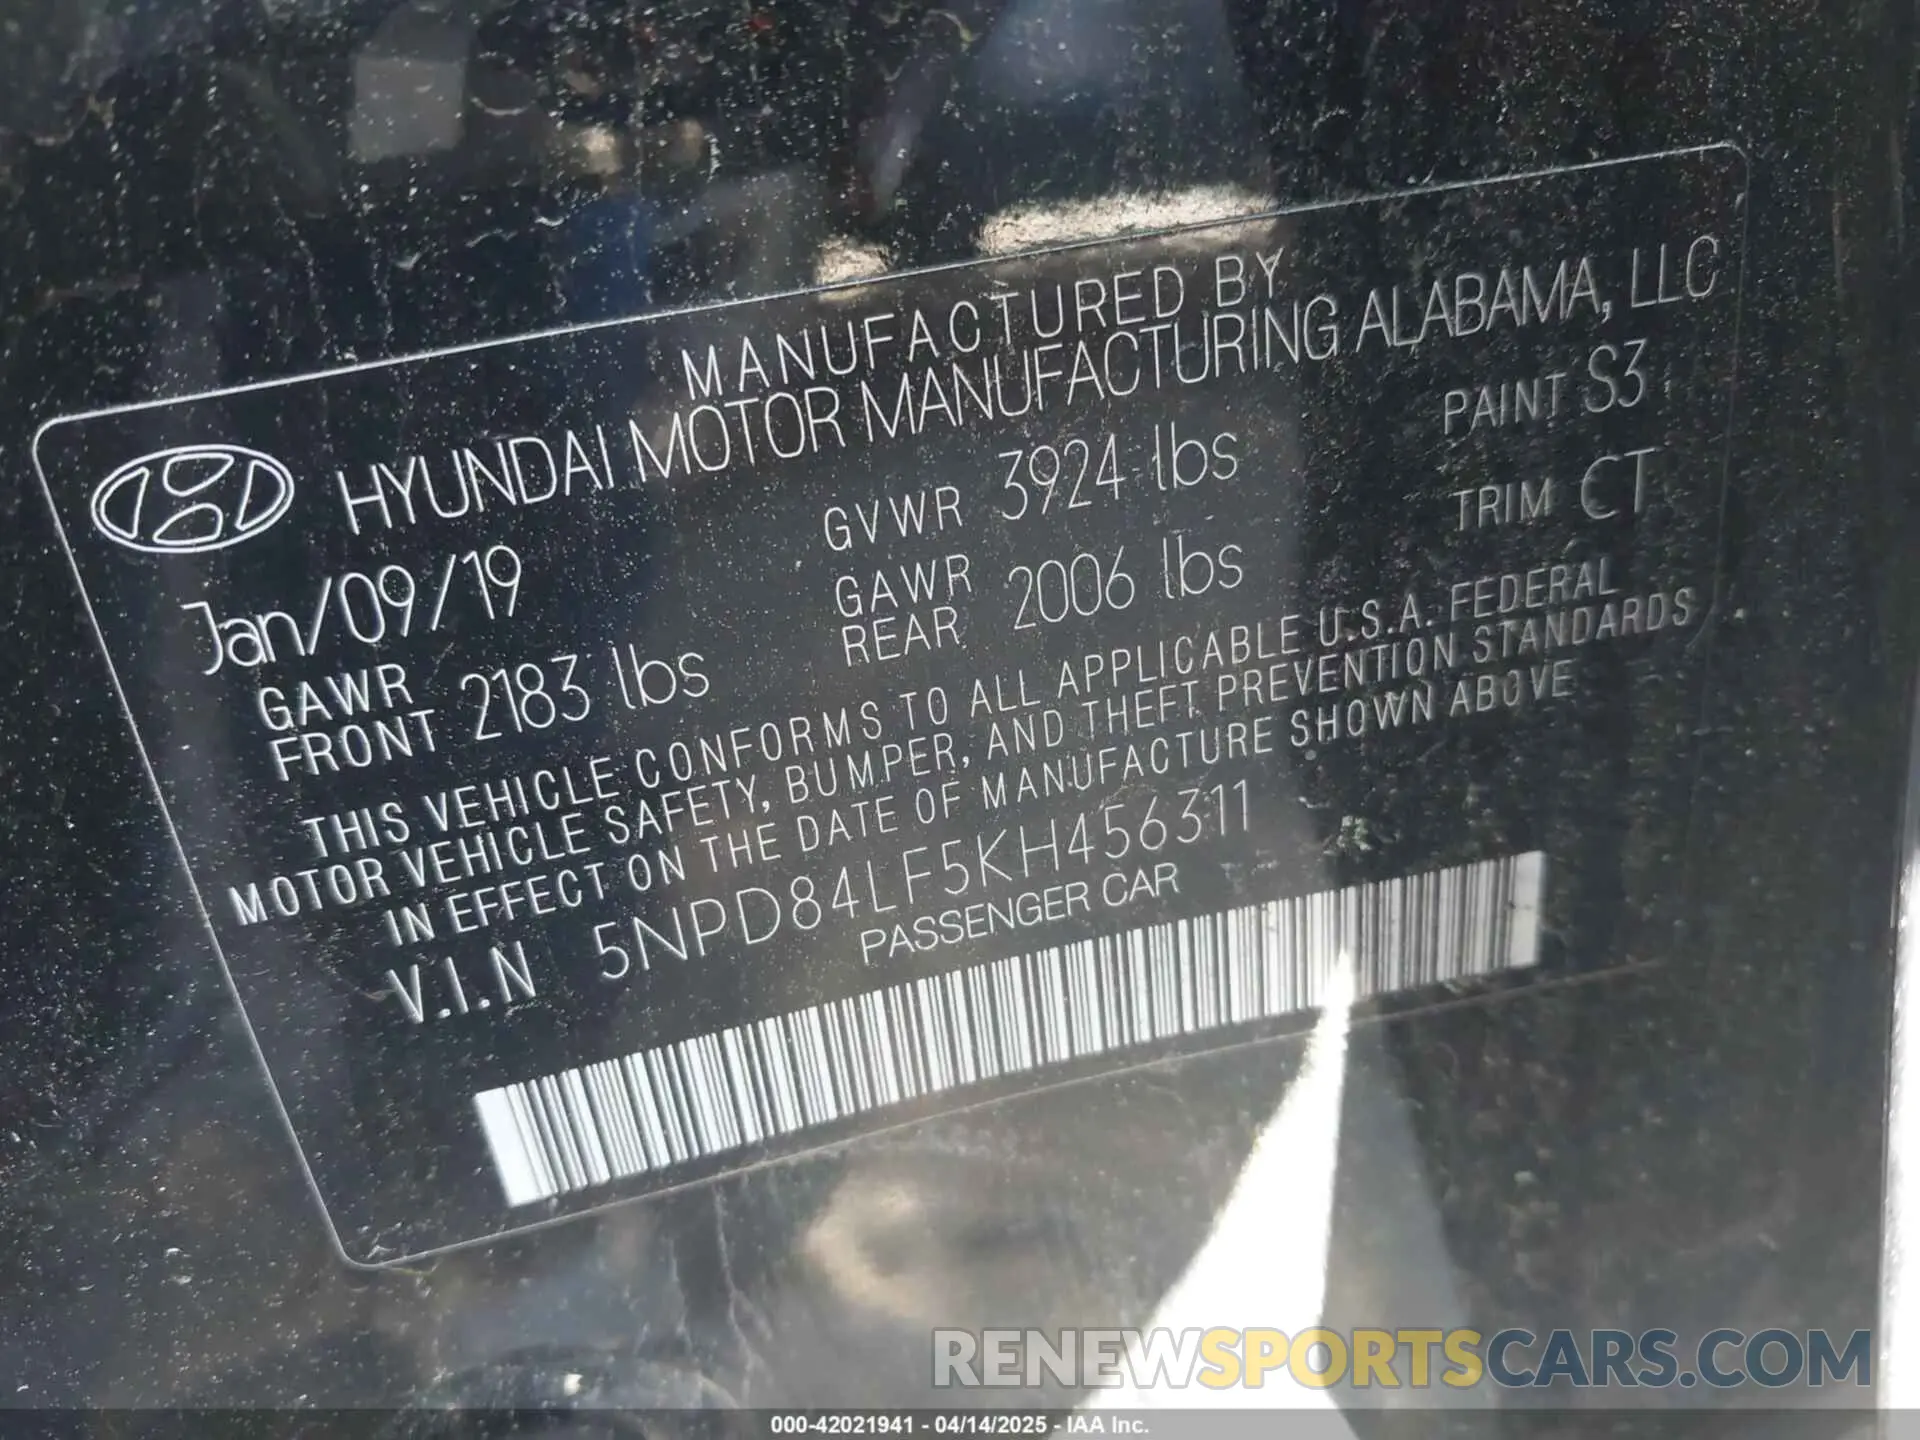 MANUFACTURED BY
HYUNDAI MOTOR MANUFACTURING ALABAMA, LLC
Jan/09/19 GVWR 3924 lbs PAINT S3
GAWR FRONT 2183 lbs GAWR REAR 2006 lbs TRIM CT
THIS VEHICLE CONFORMS TO ALL APPLICABLE U.S.A. FEDERAL
MOTOR VEHICLE SAFETY, BUMPER, AND THEFT PREVENTION STANDARDS
IN EFFECT ON THE DATE OF MANUFACTURE SHOWN ABOVE
V.I.N 5NPD84LF5KH456311
PASSENGER CAR
RENEWSPORTSCARS.COM
000-42021941 - 04/14/2025 - IAA Inc.